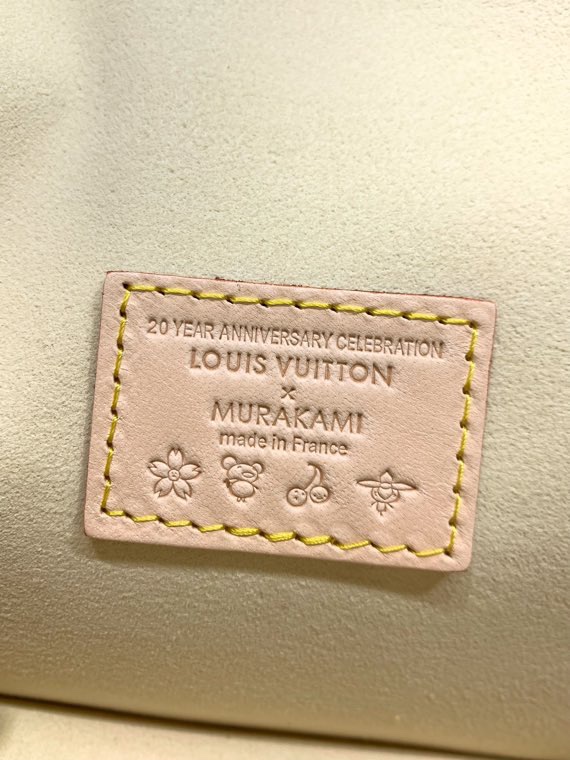 20 YEAR ANNIVERSARY CELEBRATION
LOUIS VUITTON
×
MURAKAMI
made in France